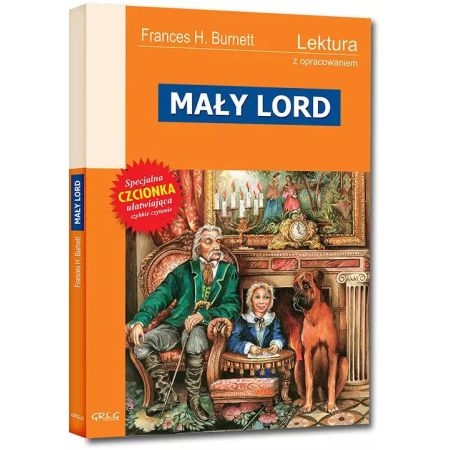 Frances H. Burnett
Lektura
z opracowaniem
MAŁY LORD
Specjalna
CZCIONKA
ułatwiająca
szybkie czytanie
MAŁY LORD
Frances H. Burnett
GREG